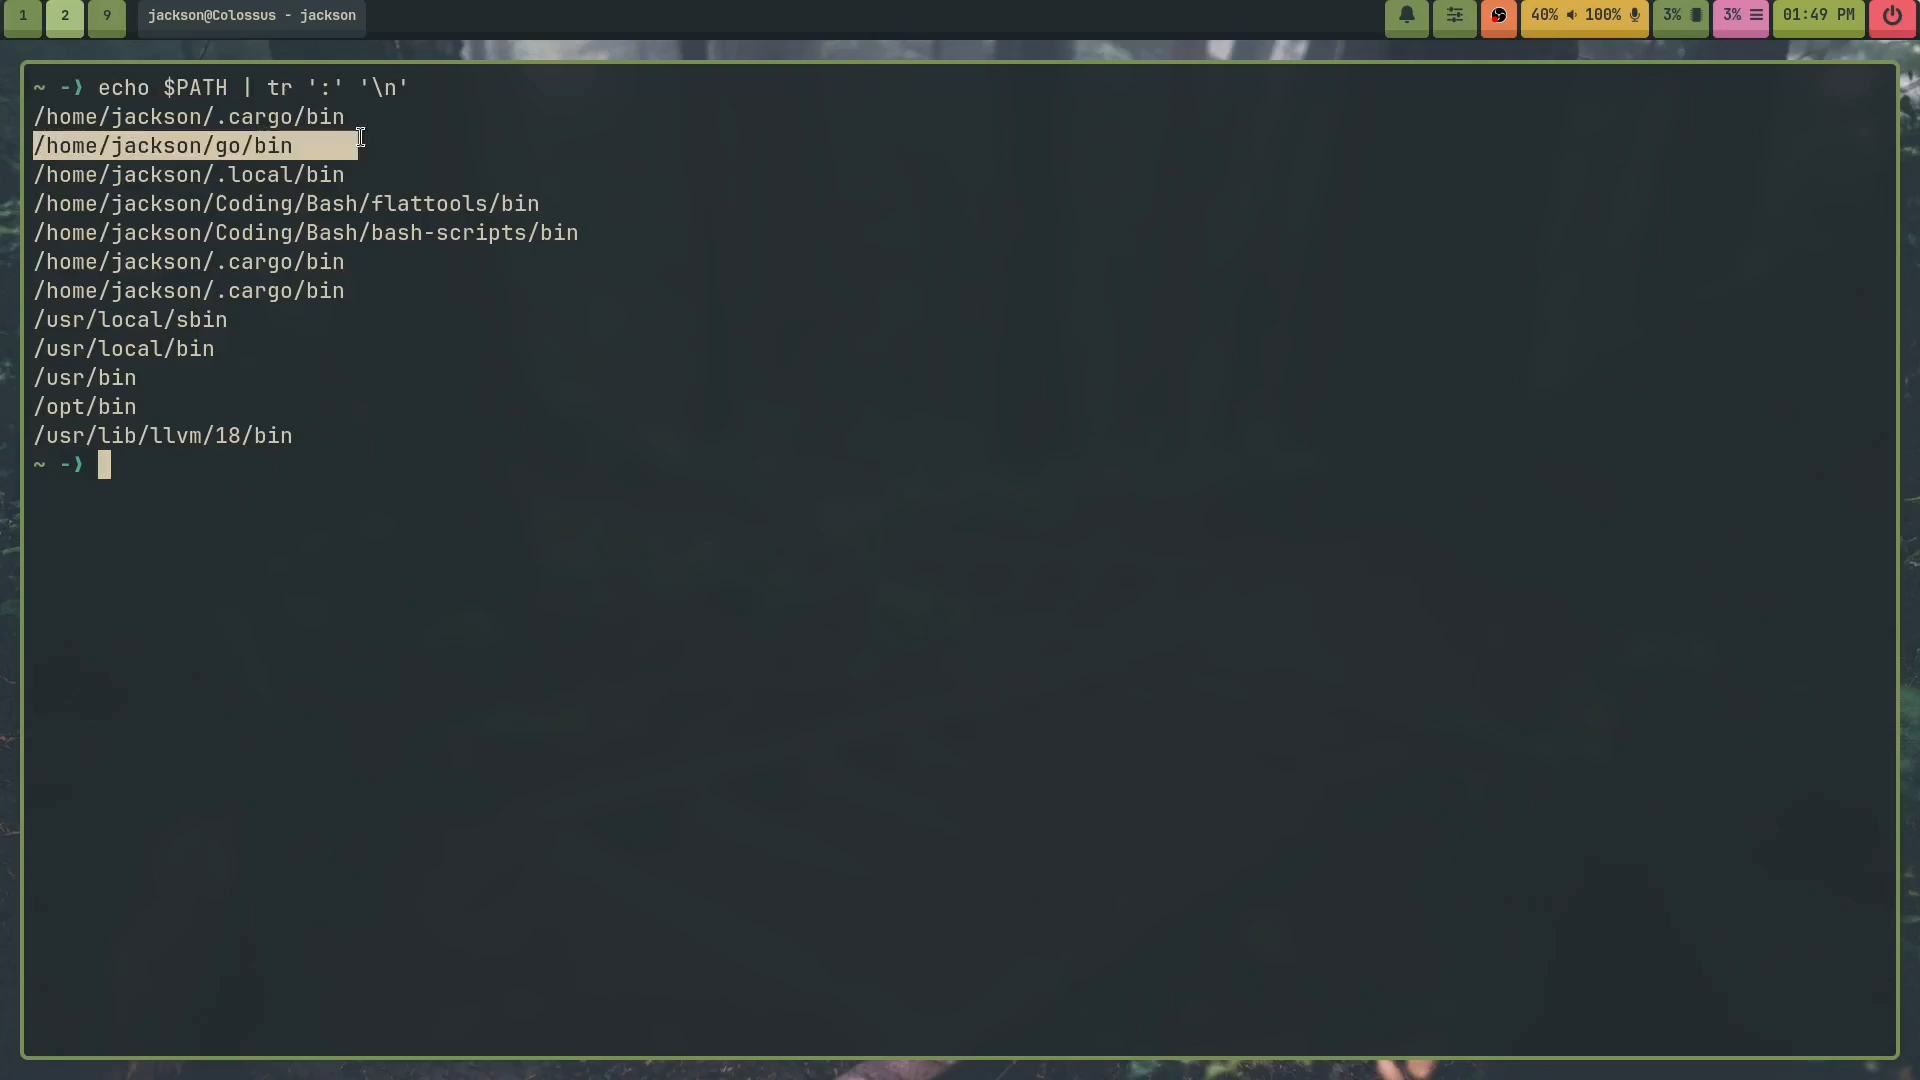 1 2 9 jackson@Colossus - jackson 40% 100% 3% 3% 01:49 PM
~ -❯ echo $PATH | tr ':' '\n'
/home/jackson/.cargo/bin
/home/jackson/go/bin
/home/jackson/.local/bin
/home/jackson/Coding/Bash/flattools/bin
/home/jackson/Coding/Bash/bash-scripts/bin
/home/jackson/.cargo/bin
/home/jackson/.cargo/bin
/usr/local/sbin
/usr/local/bin
/usr/bin
/opt/bin
/usr/lib/llvm/18/bin
~ -❯